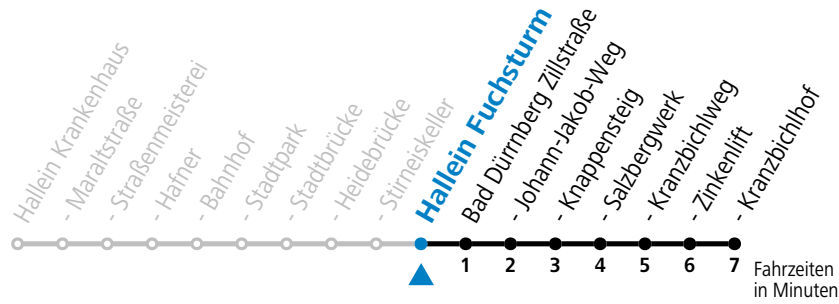 Hallein Krankenhaus
- Maraltstraße
- Straßenmeisterei
- Hafner
- Bahnhof
- Stadtpark
- Stadtbrücke
- Heidebrücke
- Stirneiskeller
Hallein Fuchsturm
Bad Dürrnberg Zillstraße
- Johann-Jakob-Weg
- Knappensteig
- Salzbergwerk
- Kranzbichlweg
- Zinkenlift
- Kranzbichlhof
1 2 3 4 5 6 7
Fahrzeiten
in Minuten